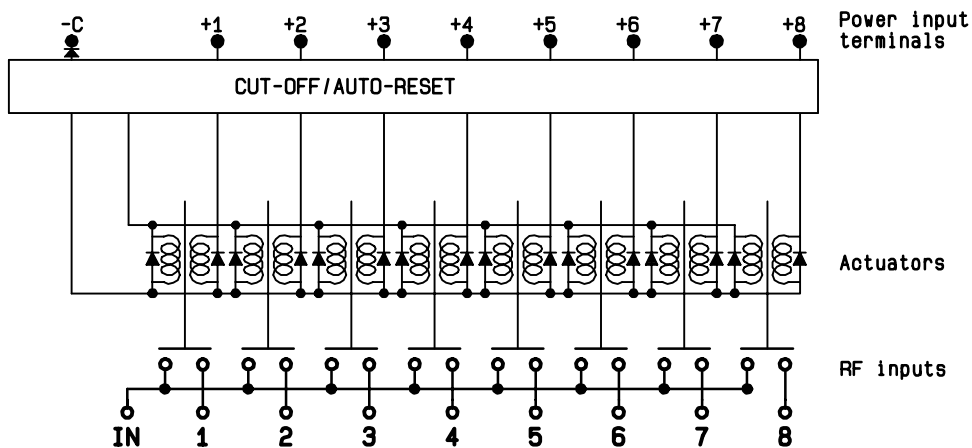 -C +1 +2 +3 +4 +5 +6 +7 +8
Power input
terminals
CUT-OFF/AUTO-RESET
Actuators
RF inputs
IN 1 2 3 4 5 6 7 8